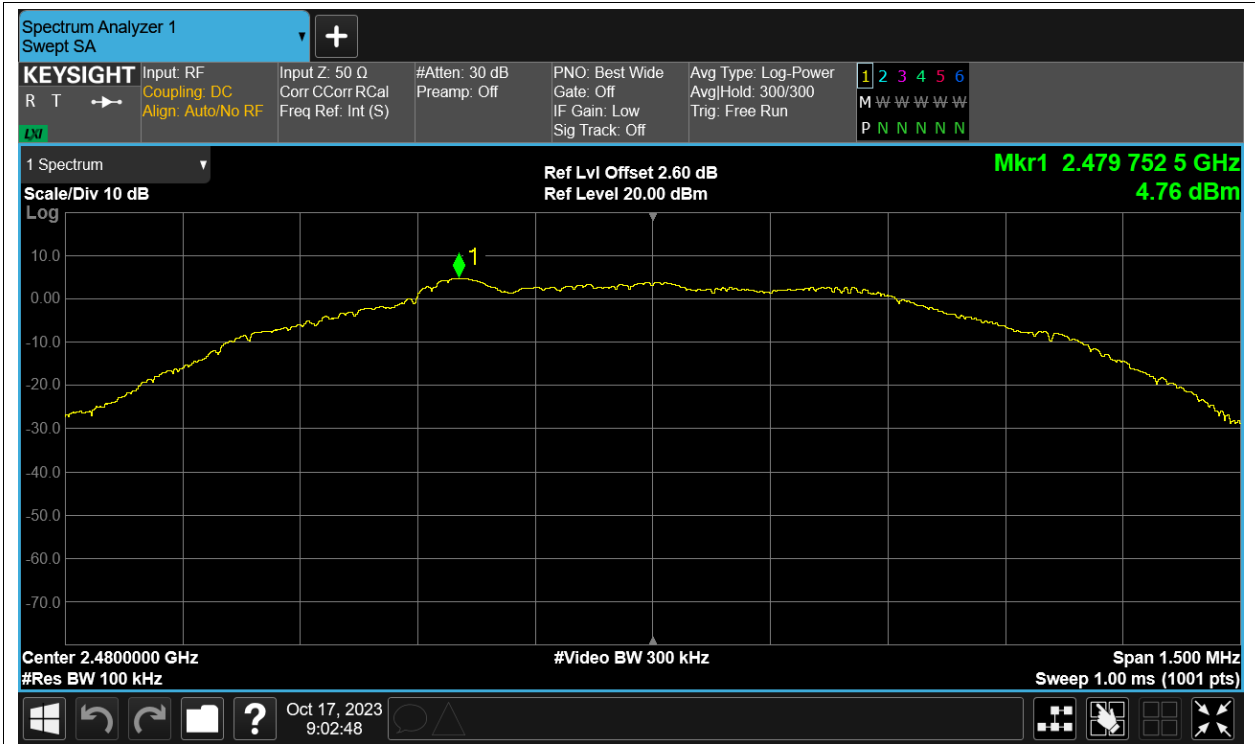 Spectrum Analyzer 1
Swept SA
+
KEYSIGHT
R T
LXI
Input: RF
Coupling: DC
Align: Auto/No RF
Input Z: 50 Ω
Corr CCorr RCal
Freq Ref: Int (S)
#Atten: 30 dB
Preamp: Off
PNO: Best Wide
Gate: Off
IF Gain: Low
Sig Track: Off
Avg Type: Log-Power
Avg|Hold: 300/300
Trig: Free Run
1 2 3 4 5 6
M W W W W W
P N N N N N
1 Spectrum
Scale/Div 10 dB
Log
Ref Lvl Offset 2.60 dB
Ref Level 20.00 dBm
Mkr1 2.479 752 5 GHz
4.76 dBm
1
10.0
0.00
-10.0
-20.0
-30.0
-40.0
-50.0
-60.0
-70.0
Center 2.4800000 GHz
#Res BW 100 kHz
#Video BW 300 kHz
Span 1.500 MHz
Sweep 1.00 ms (1001 pts)
?
Oct 17, 2023
9:02:48